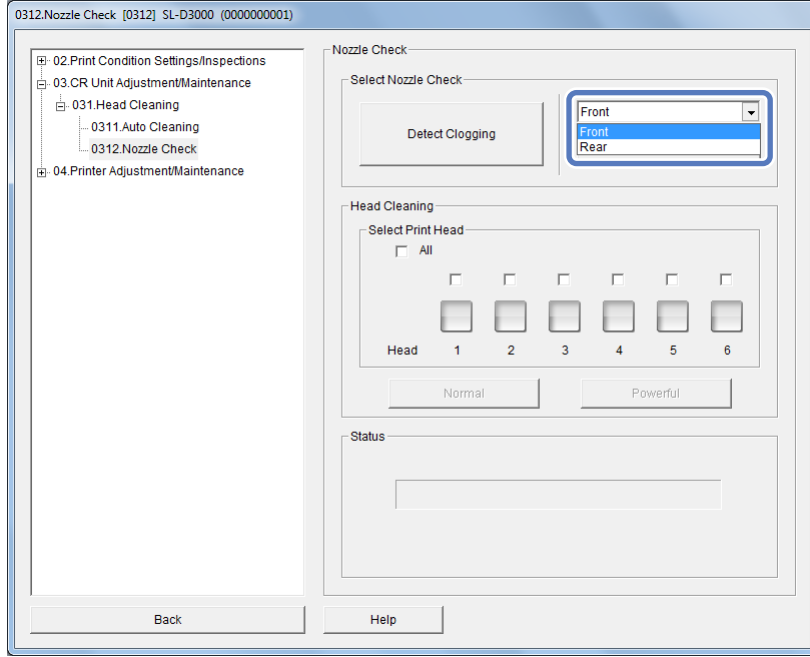 0312.Nozzle Check [0312] SL-D3000 (0000000001)
02.Print Condition Settings/Inspections
03.CR Unit Adjustment/Maintenance
031.Head Cleaning
0311.Auto Cleaning
0312.Nozzle Check
04.Printer Adjustment/Maintenance
Back
Nozzle Check
Select Nozzle Check
Detect Clogging
Front
Front
Rear
Head Cleaning
Select Print Head
All
Head 1 2 3 4 5 6
Normal Powerful
Status
Help